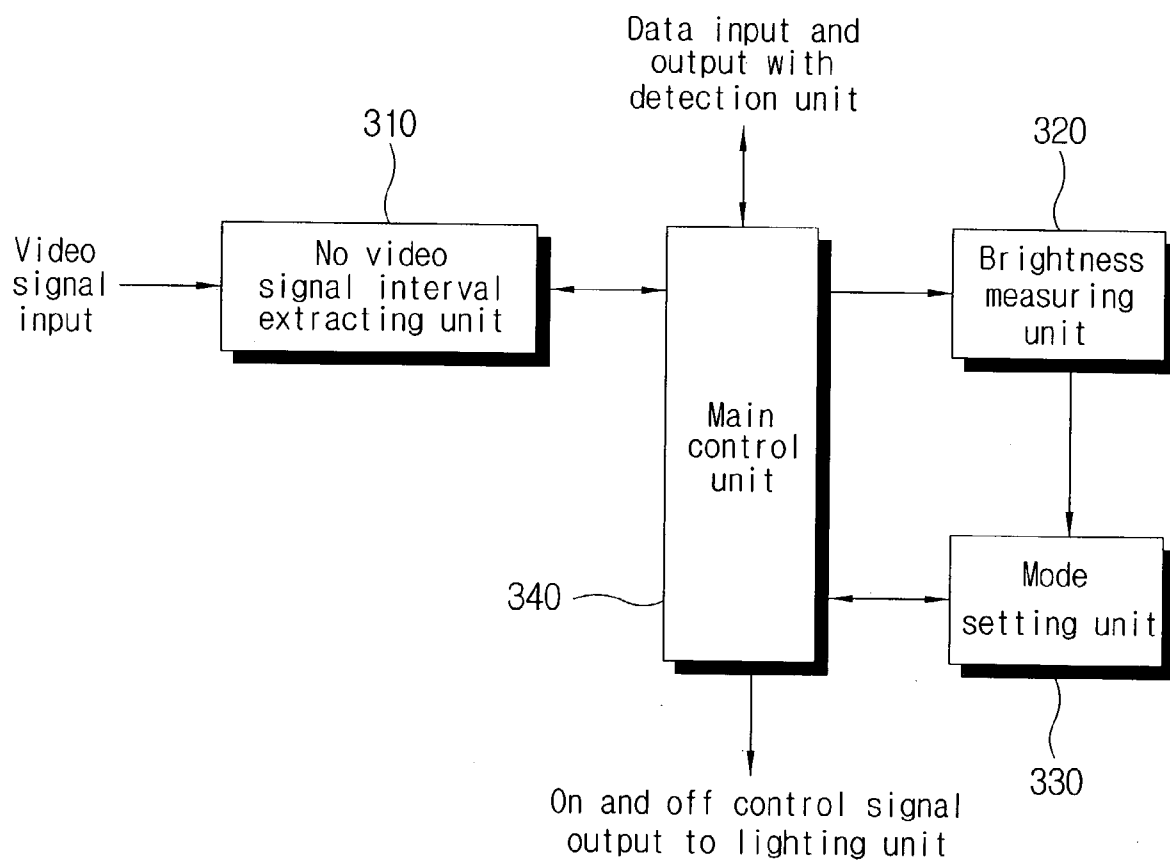 Data input and
output with
detection unit
310
320
Video
signal
input
No video
signal interval
extracting unit
Brightness
measuring
unit
Main
control
unit
340
Mode
setting unit
330
On and off control signal
output to lighting unit